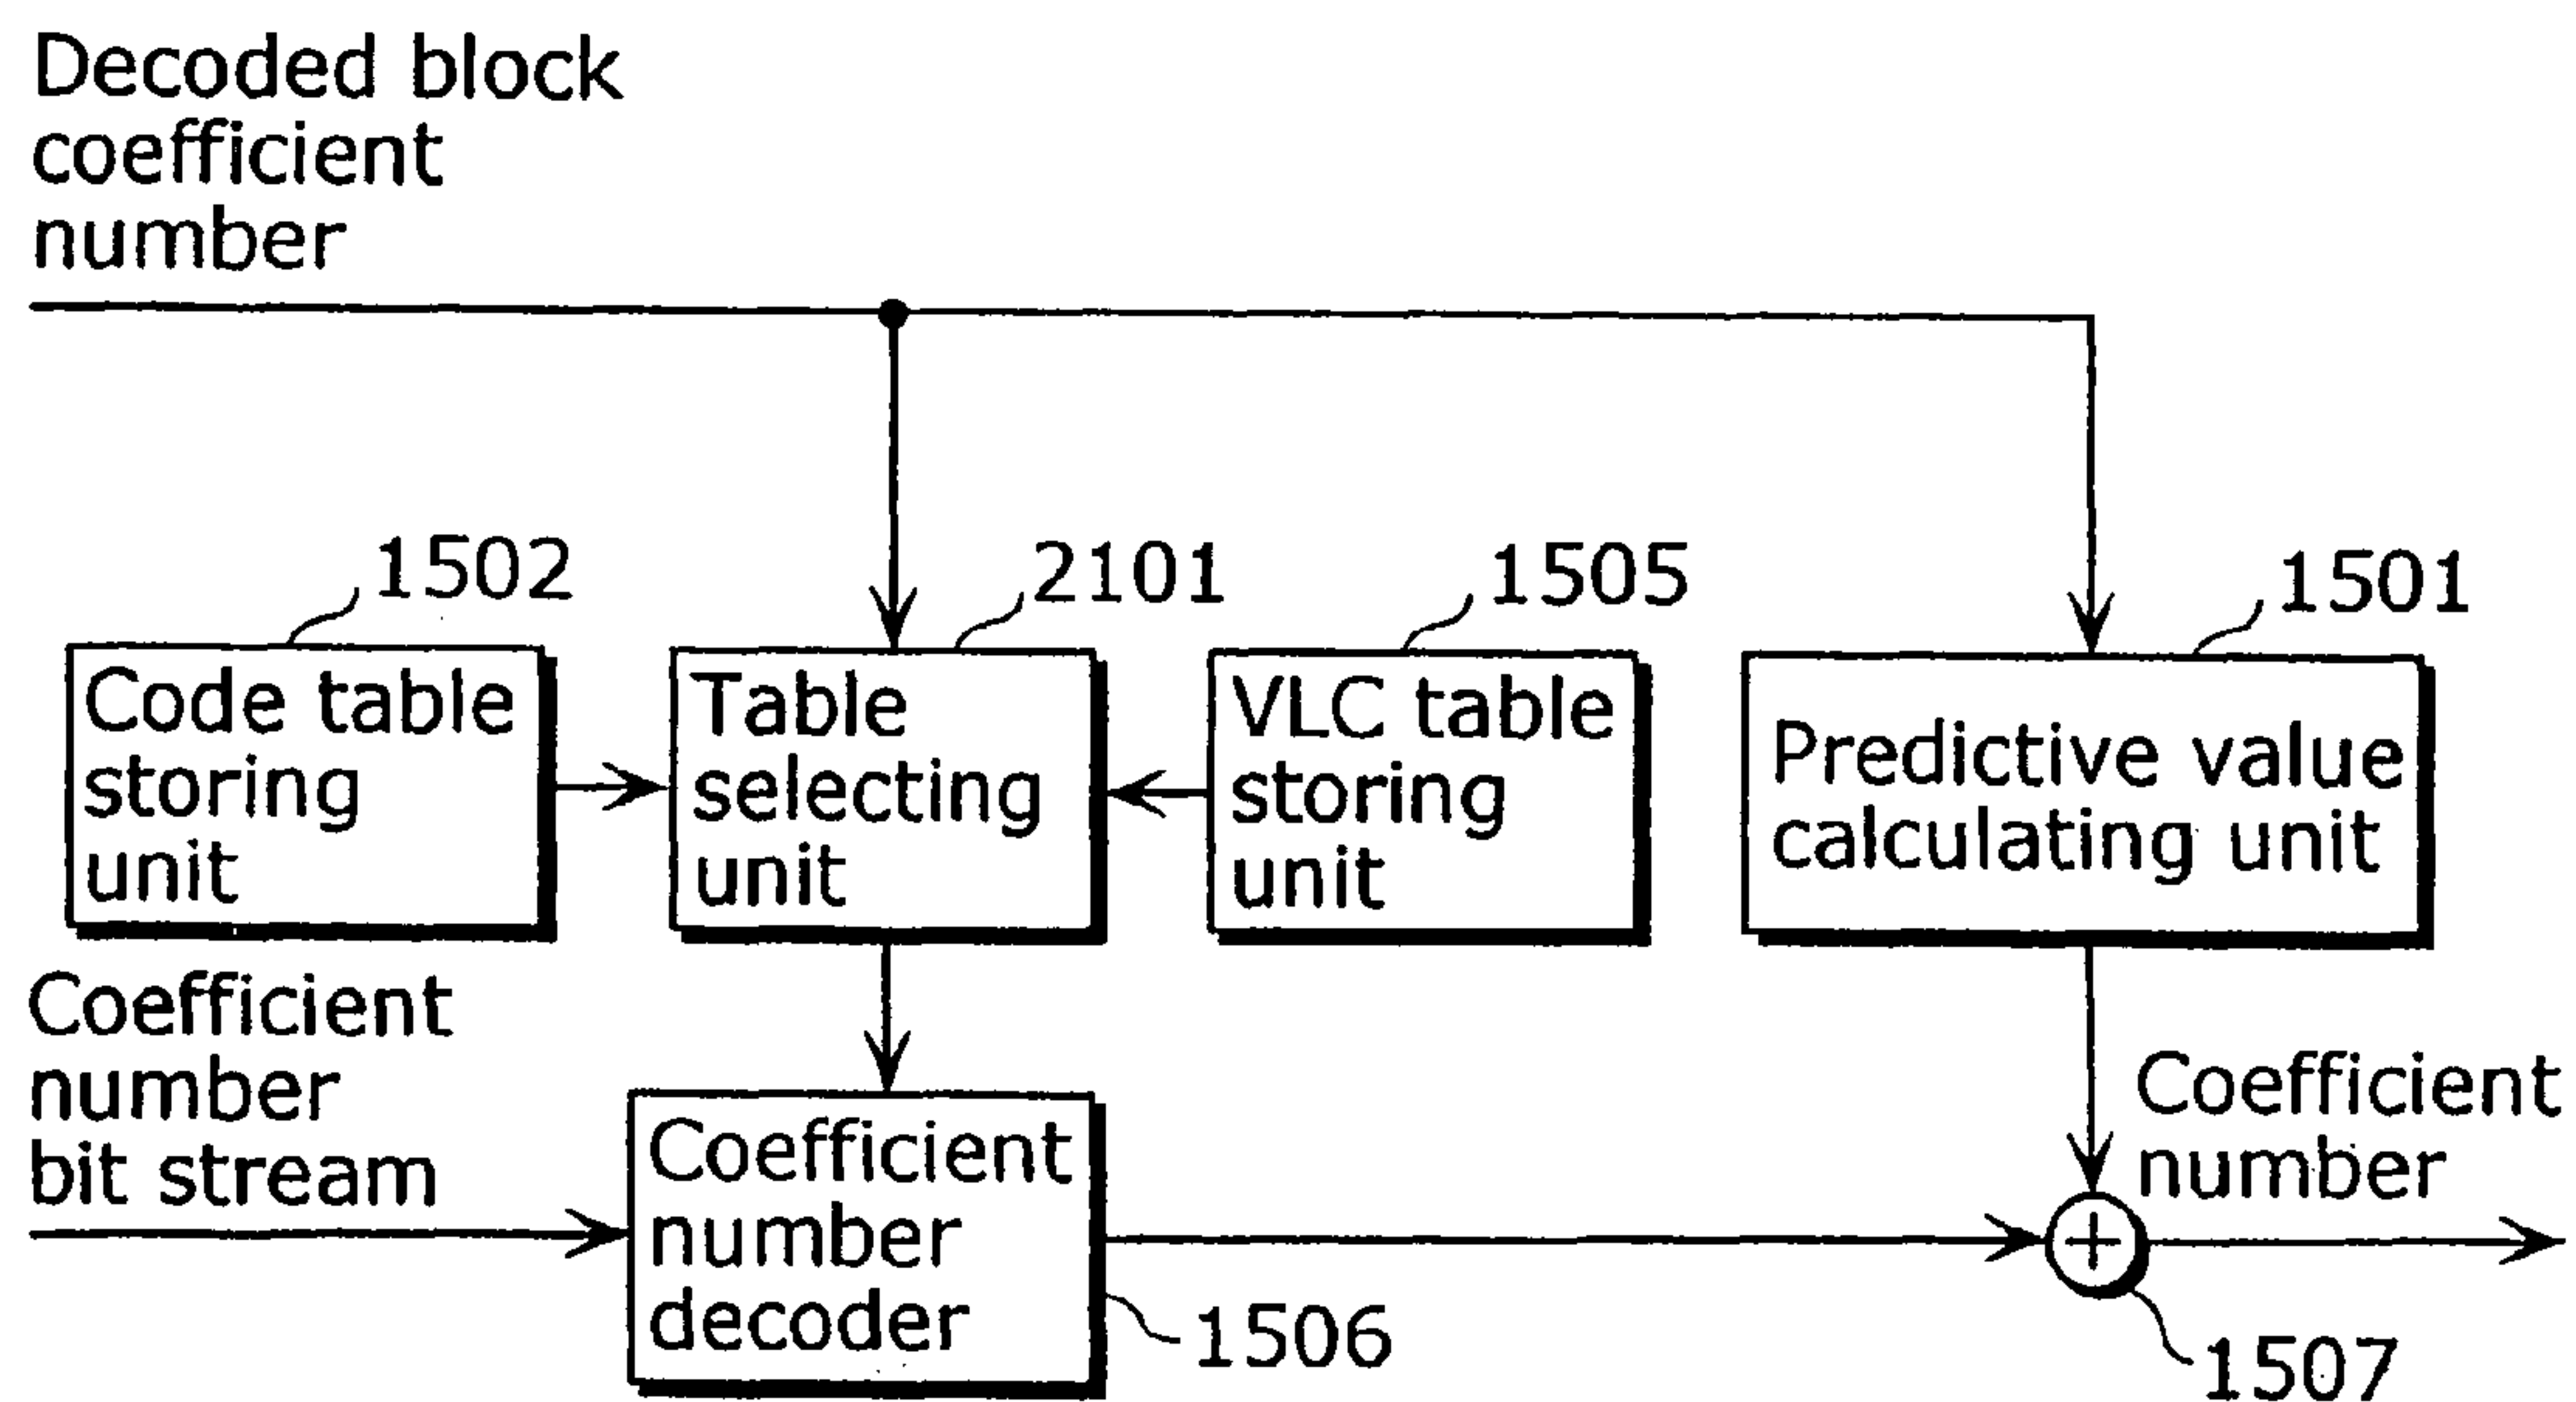 Decoded block
coefficient
number
1502
2101
1505
1501
Code table
storing
unit
Table
selecting
unit
VLC table
storing
unit
Predictive value
calculating unit
Coefficient
number
bit stream
Coefficient
number
decoder
Coefficient
number
1506
1507